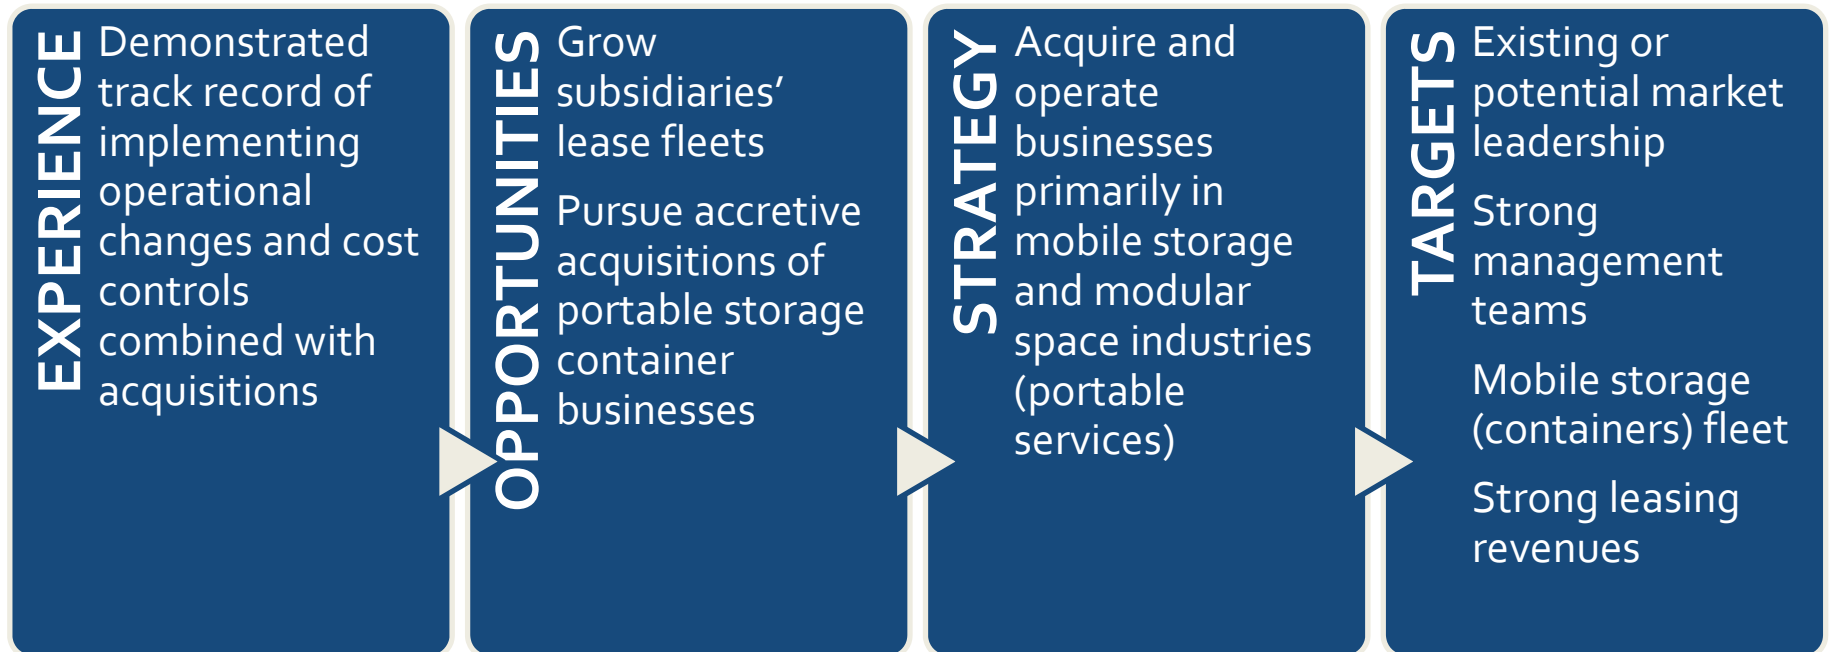 EXPERIENCE
Demonstrated
track record of
implementing
operational
changes and cost
controls
combined with
acquisitions
OPPORTUNITIES
Grow
subsidiaries’
lease fleets
Pursue accretive
acquisitions of
portable storage
container
businesses
STRATEGY
Acquire and
operate
businesses
primarily in
mobile storage
and modular
space industries
(portable
services)
TARGETS
Existing or
potential market
leadership
Strong
management
teams
Mobile storage
(containers) fleet
Strong leasing
revenues